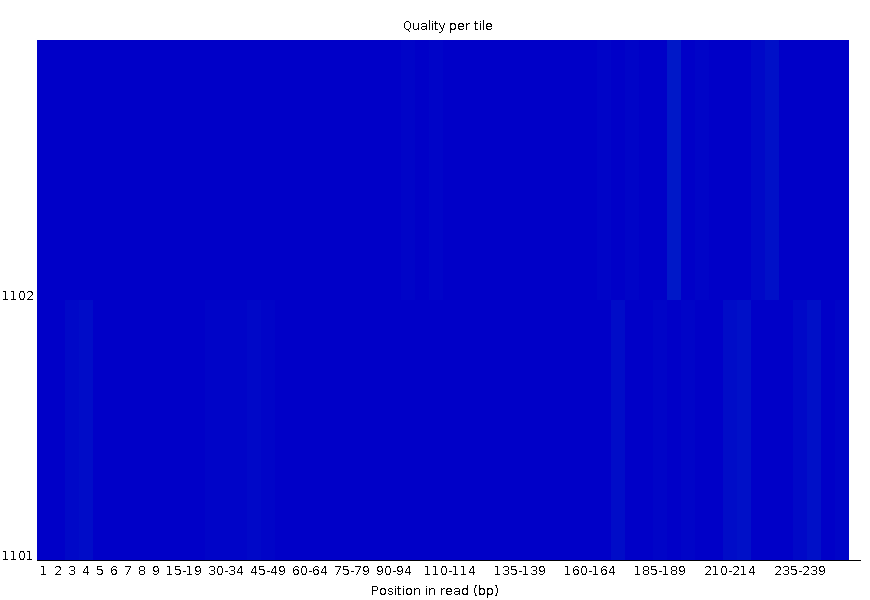 Quality per tile
1102
1101
1 2 3 4 5 6 7 8 9 15-19 30-34 45-49 60-64 75-79 90-94 110-114 135-139 160-164 185-189 210-214 235-239
Position in read (bp)